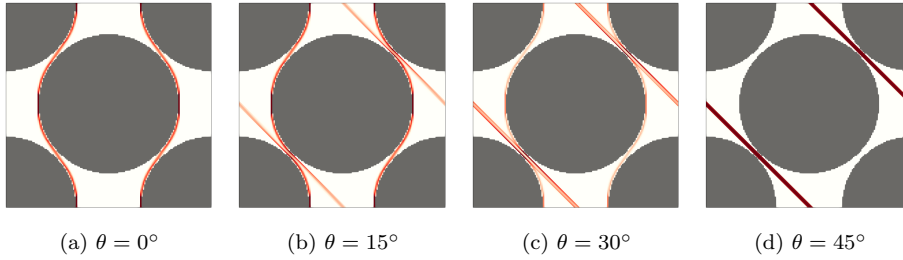 (a) θ = 0°
(b) θ = 15°
(c) θ = 30°
(d) θ = 45°